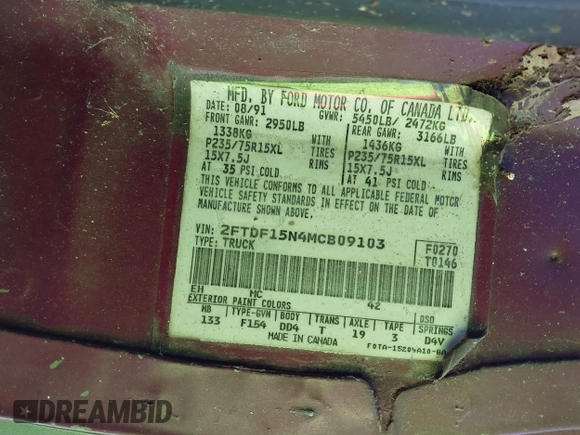 MFD. BY FORD MOTOR CO. OF CANADA LTD.
DATE: 08/91 GVWR: 5450LB/ 2472KG
FRONT GAWR: 2950LB REAR GAWR: 3166LB
1338KG WITH 1436KG WITH
P235/75R15XL TIRES P235/75R15XL TIRES
15X7.5J RIMS 15X7.5J RIMS
AT 35 PSI COLD AT 41 PSI COLD
THIS VEHICLE CONFORMS TO ALL APPLICABLE FEDERAL MOTOR
VEHICLE SAFETY STANDARDS IN EFFECT ON THE DATE OF
MANUFACTURE SHOWN ABOVE.
VIN: 2FTDF15N4MCB09103 F0270
TYPE: TRUCK T0146
EH MC 42
EXTERIOR PAINT COLORS DSO
WB TYPE-GVW BODY TRANS AXLE TAPE SPRINGS
133 F154 DD4 T 19 3 D4V
MADE IN CANADA F0TA-15204A10-BA
DREAMBID